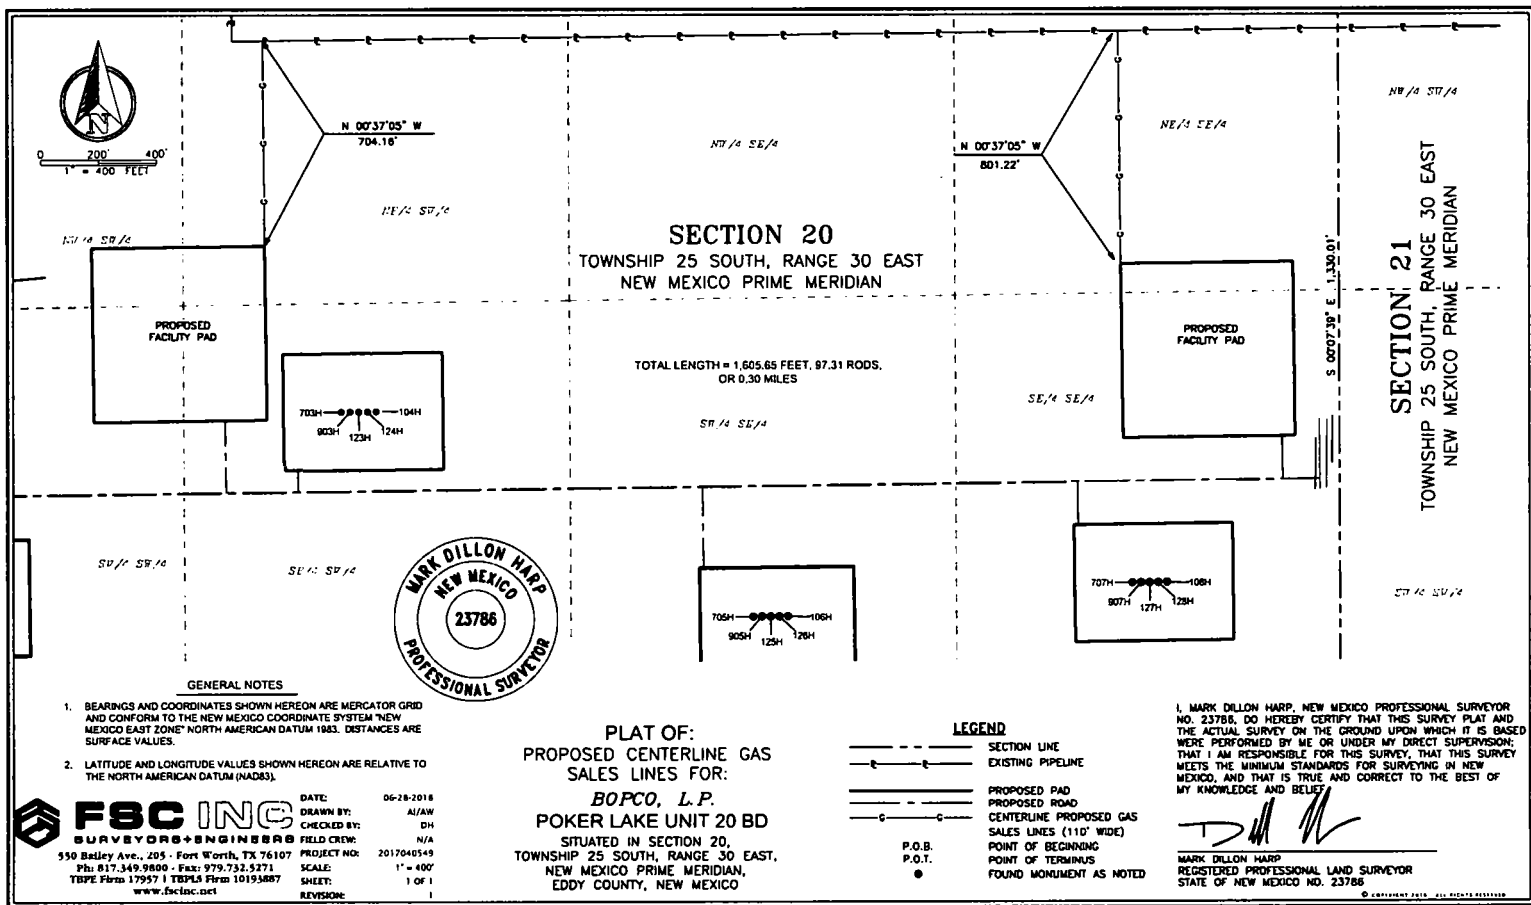 N
0 200' 400'
1" = 400 FEET
N 00°37'05" W
704.16'
N 00°37'05" W
801.22'
NW/4 SW/4
NE/4 SW/4
NW/4 SE/4
NE/4 SE/4
NW/4 SW/4
SECTION 20
TOWNSHIP 25 SOUTH, RANGE 30 EAST
NEW MEXICO PRIME MERIDIAN
S 00°07'39" E 1,330.01'
SECTION 21
TOWNSHIP 25 SOUTH, RANGE 30 EAST
NEW MEXICO PRIME MERIDIAN
PROPOSED
FACILITY PAD
PROPOSED
FACILITY PAD
TOTAL LENGTH = 1,605.65 FEET, 97.31 RODS,
OR 0.30 MILES
703H 104H
903H 123H 124H
SW/4 SE/4
SE/4 SE/4
SW/4 SW/4
SE/4 SW/4
SW/4 SW/4
705H 106H
905H 125H 126H
707H 108H
907H 127H 128H
MARK DILLON HARP
NEW MEXICO
23786
PROFESSIONAL SURVEYOR
GENERAL NOTES
1. BEARINGS AND COORDINATES SHOWN HEREON ARE MERCATOR GRID
AND CONFORM TO THE NEW MEXICO COORDINATE SYSTEM "NEW
MEXICO EAST ZONE" NORTH AMERICAN DATUM 1983. DISTANCES ARE
SURFACE VALUES.
2. LATITUDE AND LONGITUDE VALUES SHOWN HEREON ARE RELATIVE TO
THE NORTH AMERICAN DATUM (NAD83).
FSC INC
SURVEYORS+ENGINEERS
550 Bailey Ave., 205 - Fort Worth, TX 76107
Ph: 817.349.9800 - Fax: 979.732.5271
TBPE Firm 17957 | TBPLS Firm 10193887
www.fscinc.net
DATE: 06-28-2018
DRAWN BY: AI/AW
CHECKED BY: DH
FIELD CREW: N/A
PROJECT NO: 2017040549
SCALE: 1" = 400'
SHEET: 1 OF 1
REVISION: 1
PLAT OF:
PROPOSED CENTERLINE GAS
SALES LINES FOR:
BOPCO, L.P.
POKER LAKE UNIT 20 BD
SITUATED IN SECTION 20,
TOWNSHIP 25 SOUTH, RANGE 30 EAST,
NEW MEXICO PRIME MERIDIAN,
EDDY COUNTY, NEW MEXICO
LEGEND
SECTION LINE
EXISTING PIPELINE
PROPOSED PAD
PROPOSED ROAD
CENTERLINE PROPOSED GAS
SALES LINES (110' WIDE)
P.O.B. POINT OF BEGINNING
P.O.T. POINT OF TERMINUS
FOUND MONUMENT AS NOTED
I, MARK DILLON HARP, NEW MEXICO PROFESSIONAL SURVEYOR
NO. 23786, DO HEREBY CERTIFY THAT THIS SURVEY PLAT AND
THE ACTUAL SURVEY ON THE GROUND UPON WHICH IT IS BASED
WERE PERFORMED BY ME OR UNDER MY DIRECT SUPERVISION;
THAT I AM RESPONSIBLE FOR THIS SURVEY, THAT THIS SURVEY
MEETS THE MINIMUM STANDARDS FOR SURVEYING IN NEW
MEXICO, AND THAT IS TRUE AND CORRECT TO THE BEST OF
MY KNOWLEDGE AND BELIEF.
MARK DILLON HARP
REGISTERED PROFESSIONAL LAND SURVEYOR
STATE OF NEW MEXICO NO. 23786
© COPYRIGHT 2016 ALL RIGHTS RESERVED